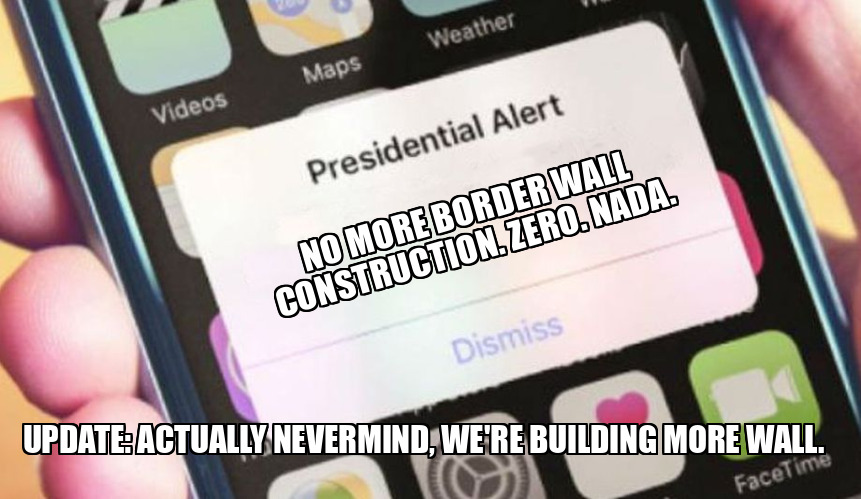 Weather
Maps
Videos
Presidential Alert
NO MORE BORDER WALL
CONSTRUCTION. ZERO. NADA.
Dismiss
UPDATE: ACTUALLY NEVERMIND, WE'RE BUILDING MORE WALL.
FaceTime